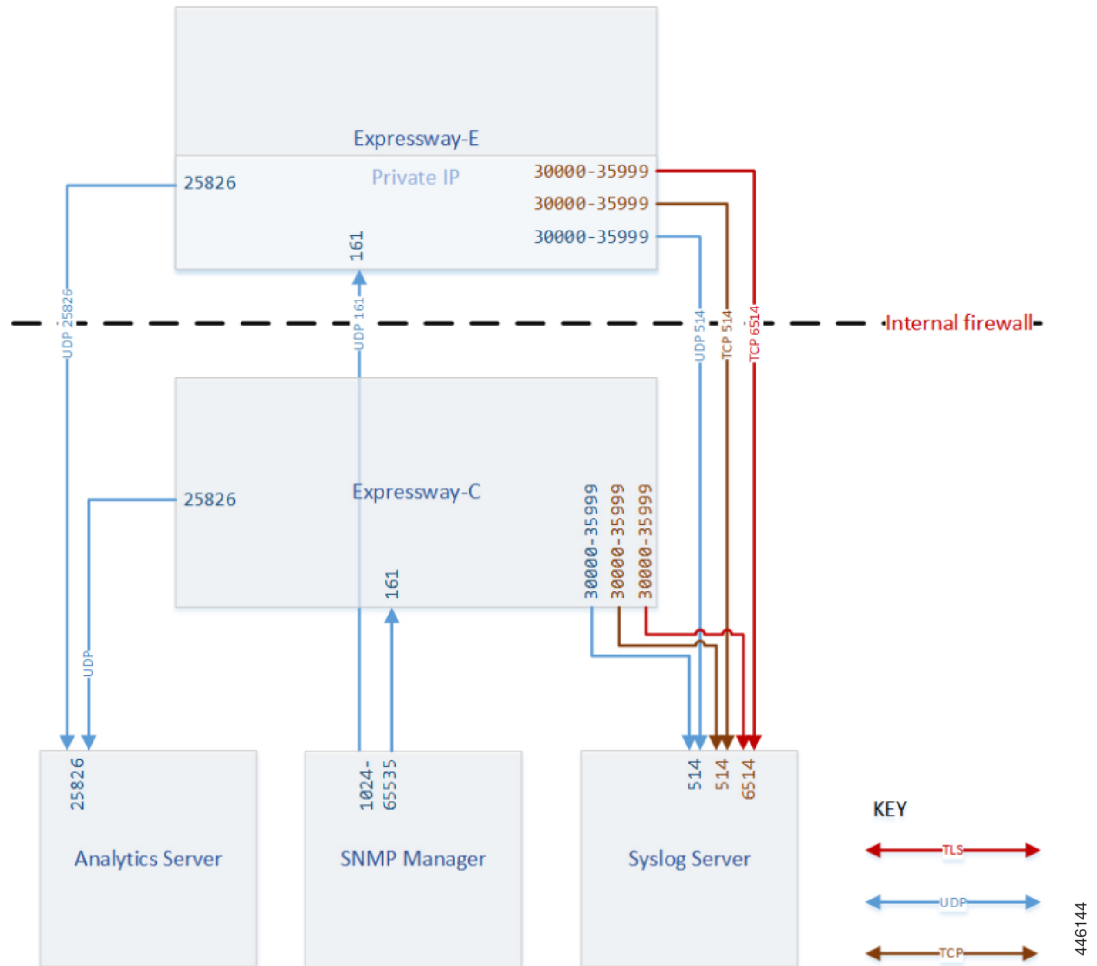 Expressway-E
Private IP
25826
30000-35999
30000-35999
30000-35999
161
UDP 25826
UDP 161
UDP 514
TCP 514
TCP 6514
Internal firewall
Expressway-C
25826
161
30000-35999
30000-35999
30000-35999
UDP
25826
1024-
65535
514
514
6514
Analytics Server
SNMP Manager
Syslog Server
KEY
TLS
UDP
TCP
446144